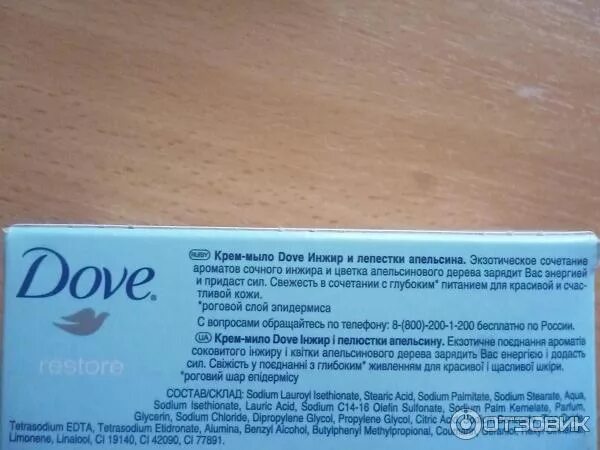 Dove
restore
RU/BY Крем-мыло Dove Инжир и лепестки апельсина. Экзотическое сочетание
ароматов сочного инжира и цветка апельсинового дерева зарядит Вас энергией
и придаст сил. Свежесть в сочетании с глубоким* питанием для красивой и счас-
тливой кожи.
*роговой слой эпидермиса
С вопросами обращайтесь по телефону: 8-(800)-200-1-200 бесплатно по России.
UA Крем-мило Dove Інжир і пелюстки апельсину. Екзотичне поєднання ароматів
соковитого інжиру і квітки апельсинового дерева зарядить Вас енергією і додасть
сил. Свіжість у поєднанні з глибоким* живленням для красивої і щасливої шкіри.
*роговий шар епідермісу
СОСТАВ/СКЛАД: Sodium Lauroyl Isethionate, Stearic Acid, Sodium Palmitate, Sodium Stearate, Aqua,
Sodium Isethionate, Lauric Acid, Sodium C14-16 Olefin Sulfonate, Sodium Palm Kernelate, Parfum,
Glycerin, Sodium Chloride, Dipropylene Glycol, Propylene Glycol, Citric Acid
Tetrasodium EDTA, Tetrasodium Etidronate, Alumina, Benzyl Alcohol, Butylphenyl Methylpropional, Coumarin, Geraniol, Hexyl
Limonene, Linalool, CI 19140, CI 42090, CI 77891.
ОТЗОВИК